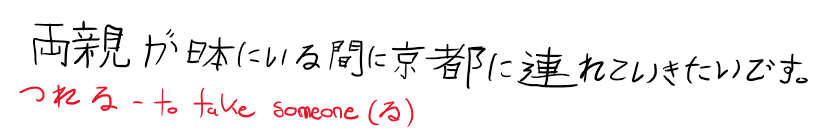 両親が日本にいる間に京都に連れていきたいです。
つれる - to take someone (る)